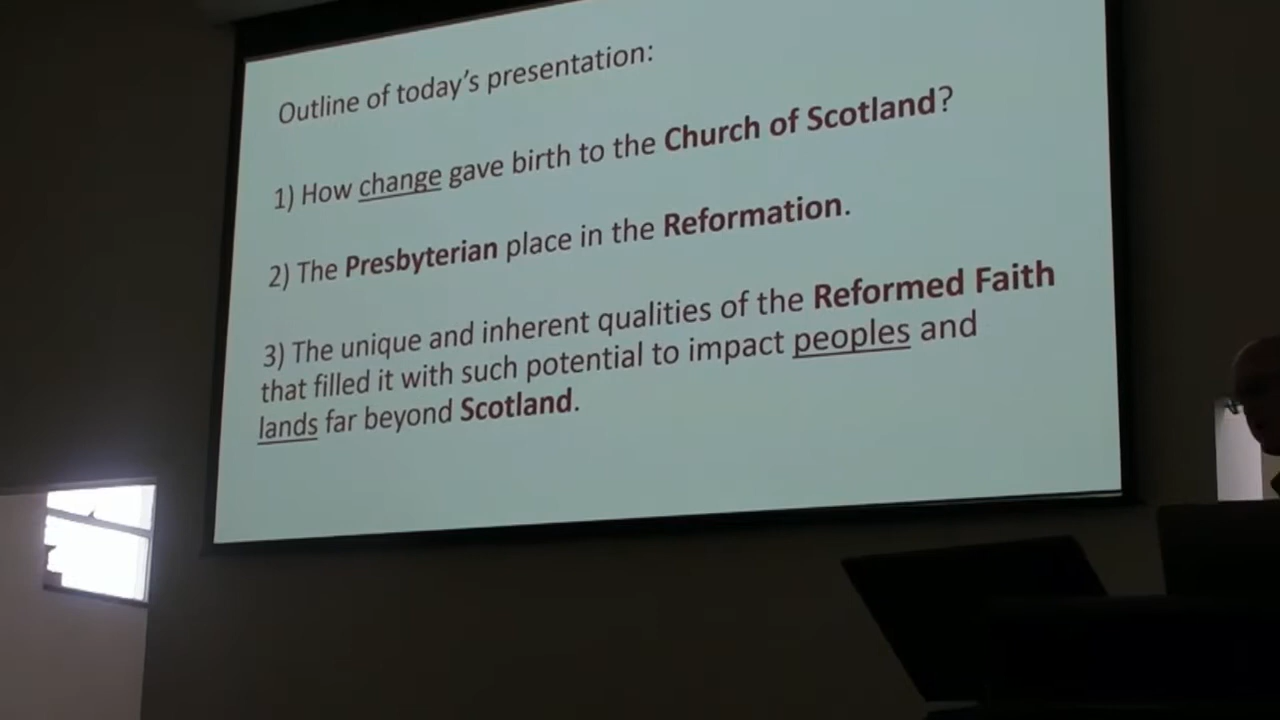 Outline of today's presentation:
1) How change gave birth to the Church of Scotland?
2) The Presbyterian place in the Reformation.
3) The unique and inherent qualities of the Reformed Faith
that filled it with such potential to impact peoples and
lands far beyond Scotland.